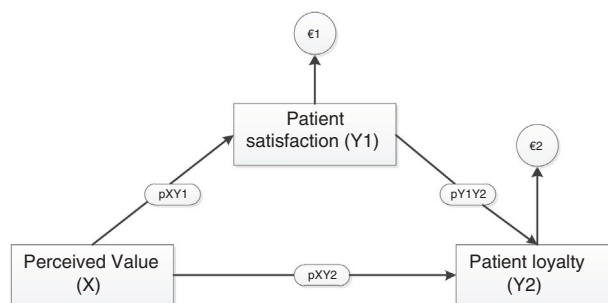 €1
Patient
satisfaction (Y1)
€2
pXY1
pY1Y2
Perceived Value
(X)
pXY2
Patient loyalty
(Y2)